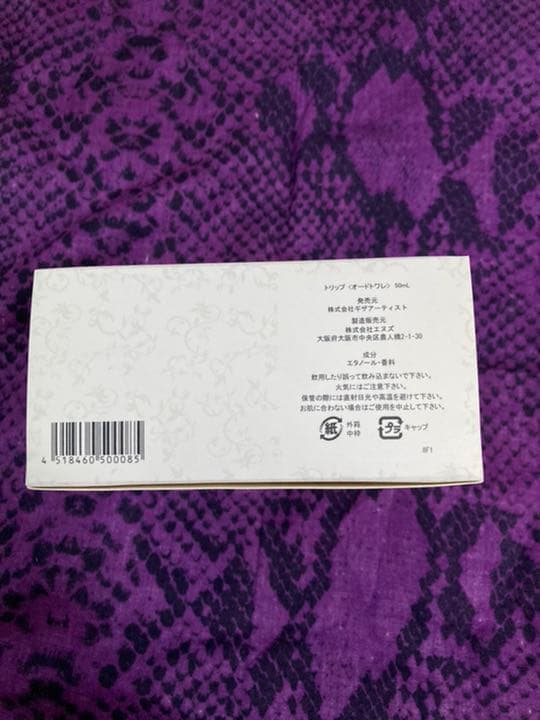 トリップ〈オードトワレ〉 50mL
発売元
株式会社ギザアーティスト
製造販売元
株式会社エヌズ
大阪府大阪市中央区農人橋2-1-30
成分
エタノール・香料
飲用したり誤って飲み込まないで下さい。
火気にはご注意下さい。
保管の際には直射日光や高温を避けて下さい。
お肌に合わない場合はご使用を中止して下さい。
紙 外箱 中枠
プラ キャップ
8F1
4 518460 500085